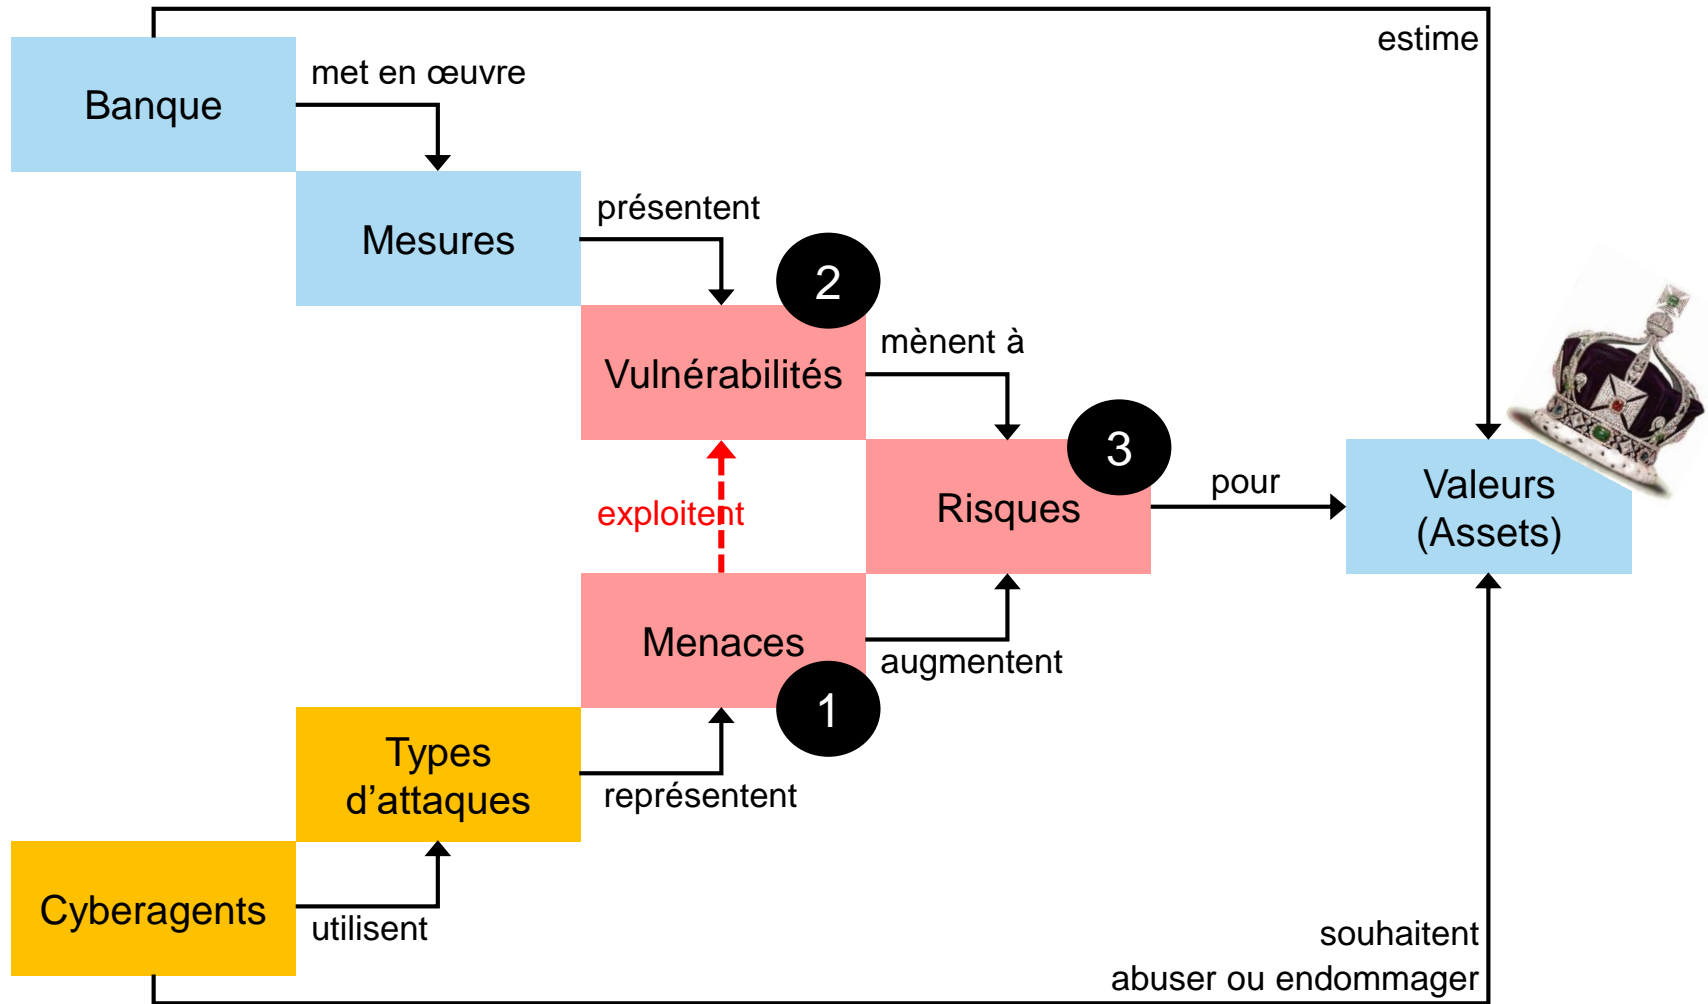 estime
met en œuvre
Banque
présentent
Mesures
2
mènent à
Vulnérabilités
3
pour
Valeurs
(Assets)
Risques
exploitent
Menaces
augmentent
1
Types
d’attaques
représentent
Cyberagents
utilisent
souhaitent
abuser ou endommager